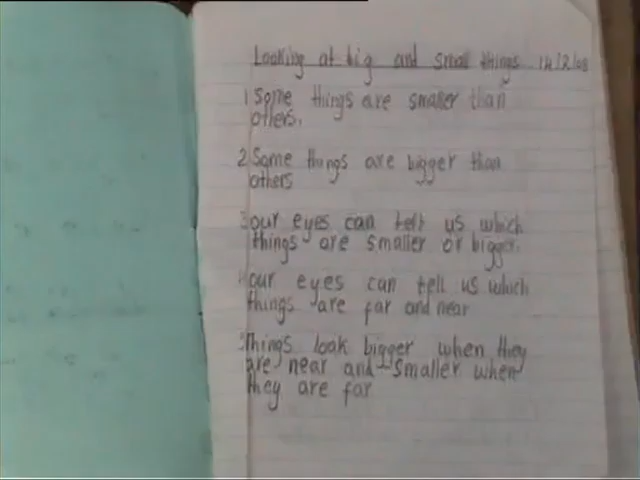 Looking at big and small things 14/2/08
1 Some things are smaller than
others.
2 Some things are bigger than
others
3 our eyes can tell us which
things are smaller or bigger.
4 our eyes can tell us which
things are far and near
5 Things look bigger when they
are near and smaller when
they are far